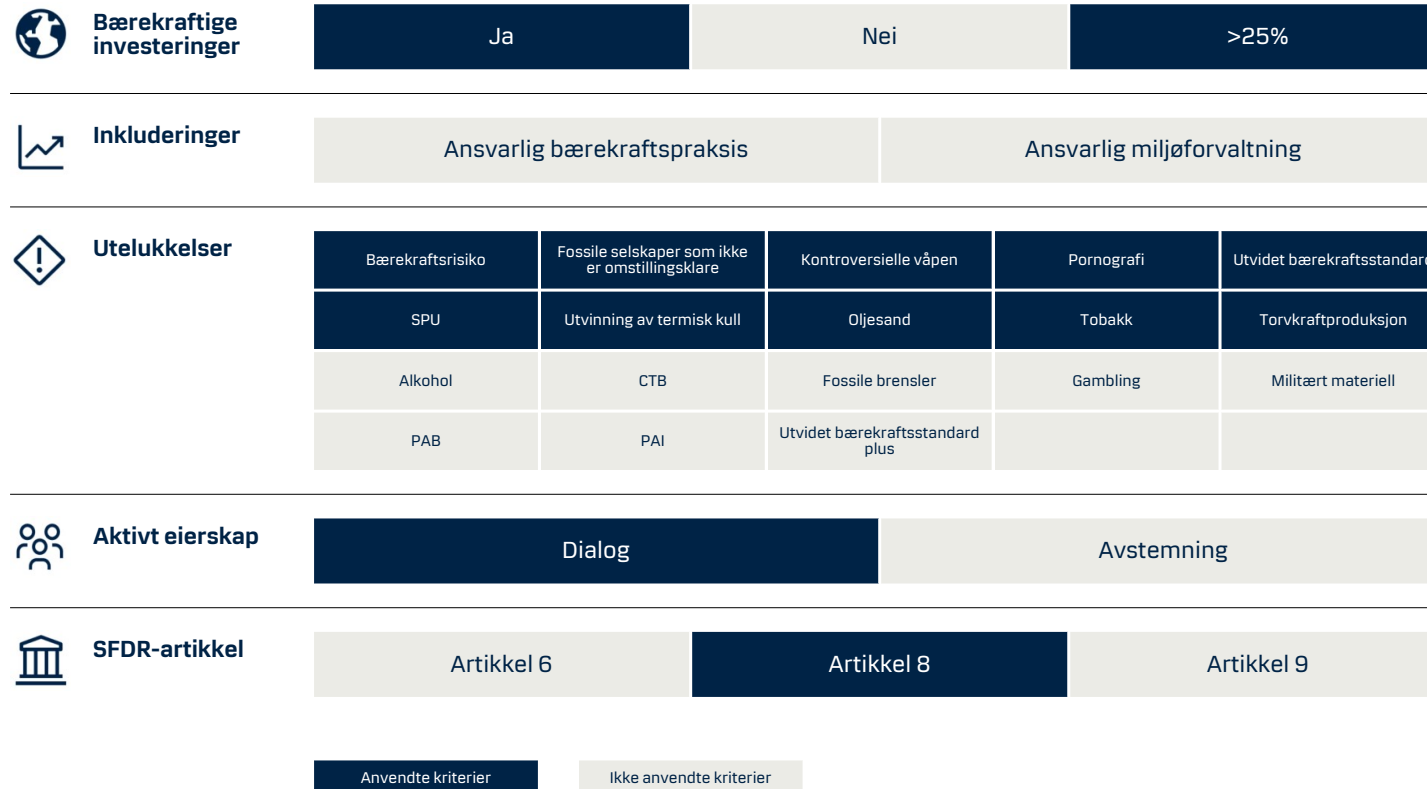 Bærekraftige
investeringer
Ja
Nei
>25%
Inkluderinger
Ansvarlig bærekraftspraksis
Ansvarlig miljøforvaltning
Utelukkelser
Bærekraftsrisiko
Fossile selskaper som ikke
er omstillingsklare
Kontroversielle våpen
Pornografi
Utvidet bærekraftsstandard
SPU
Utvinning av termisk kull
Oljesand
Tobakk
Torvkraftproduksjon
Alkohol
CTB
Fossile brensler
Gambling
Militært materiell
PAB
PAI
Utvidet bærekraftsstandard
plus
Aktivt eierskap
Dialog
Avstemning
SFDR-artikkel
Artikkel 6
Artikkel 8
Artikkel 9
Anvendte kriterier
Ikke anvendte kriterier